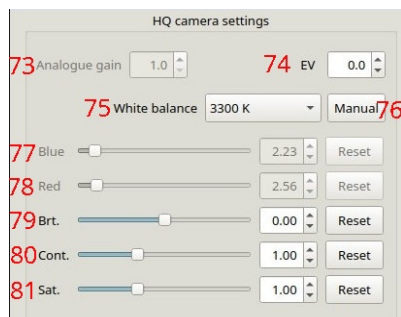 HQ camera settings
73 Analogue gain 1.0 74 EV 0.0
75 White balance 3300 K Manual 76
77 Blue 2.23 Reset
78 Red 2.56 Reset
79 Brt. 0.00 Reset
80 Cont. 1.00 Reset
81 Sat. 1.00 Reset